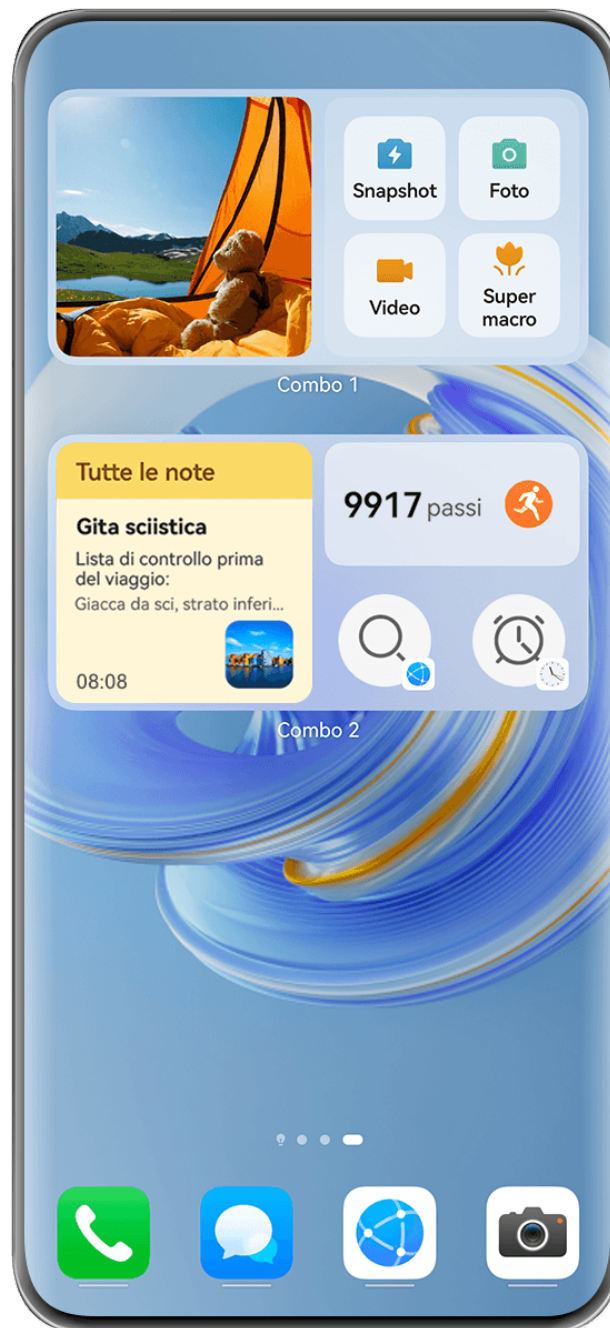 Snapshot
Foto
Video
Super
macro
Combo 1
Tutte le note
Gita sciistica
Lista di controllo prima
del viaggio:
Giacca da sci, strato inferi...
08:08
9917 passi
Combo 2